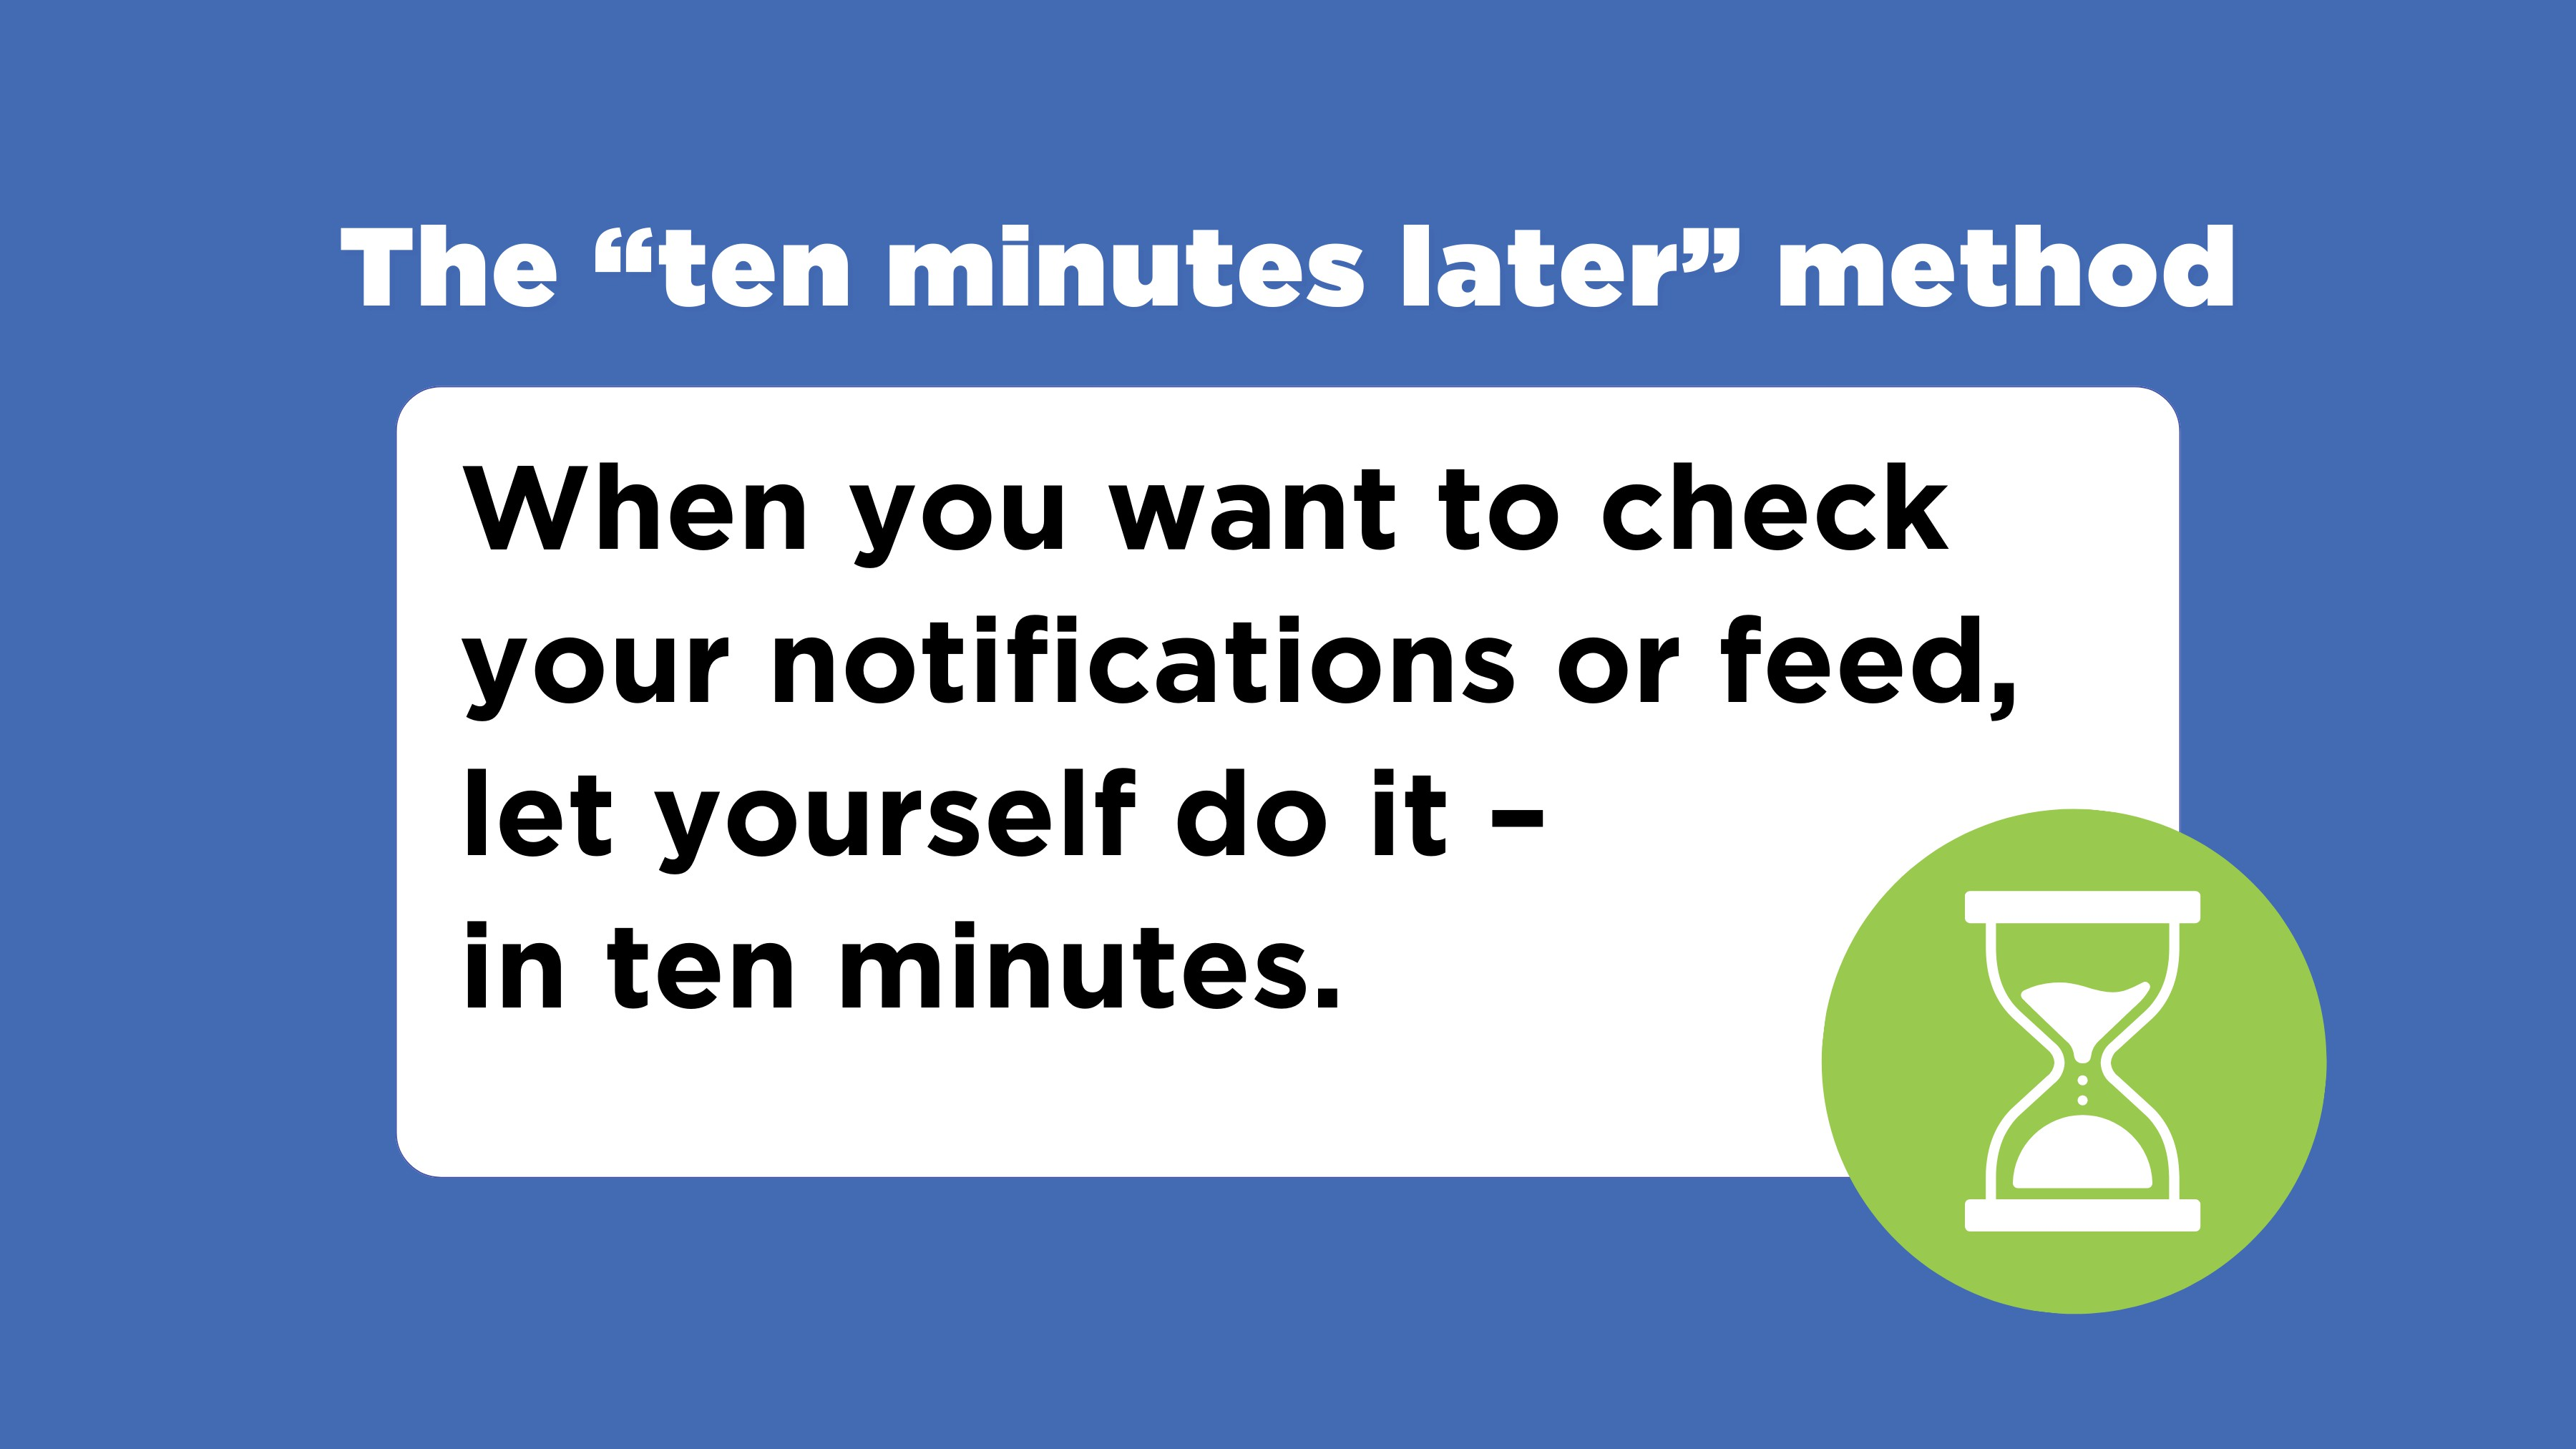 The “ten minutes later” method
When you want to check
your notifications or feed,
let yourself do it –
in ten minutes.